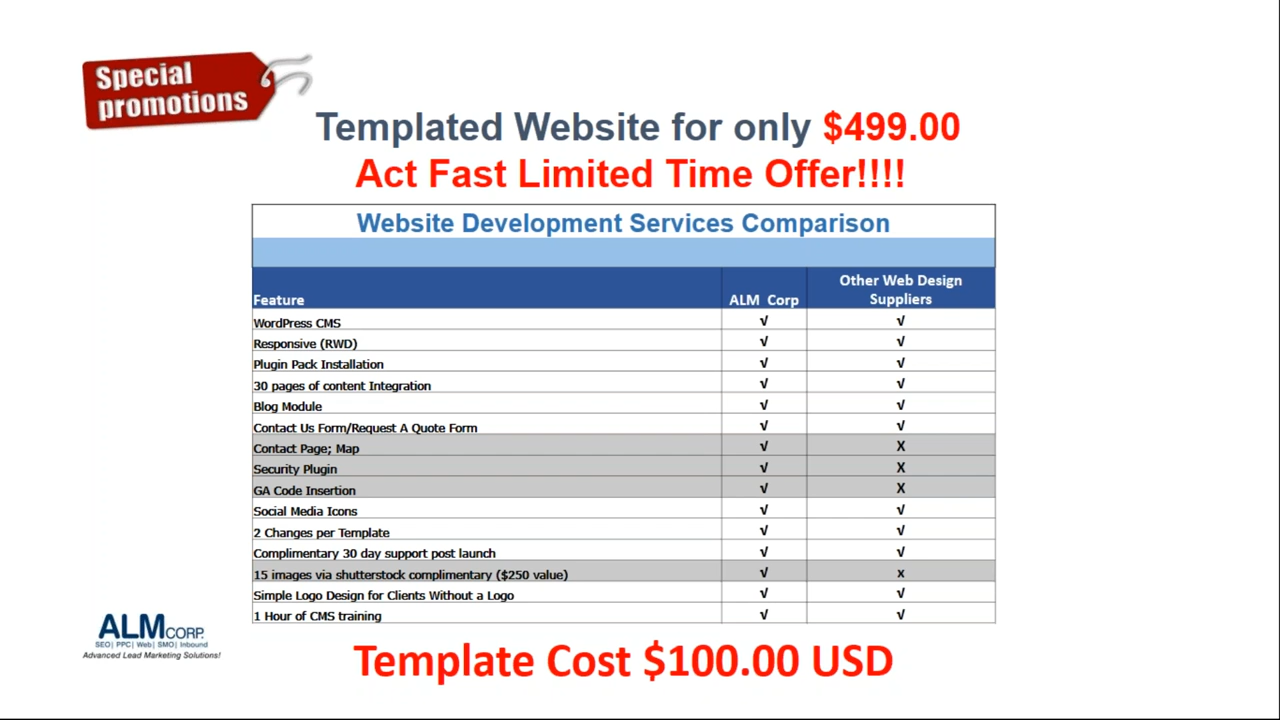 Special
promotions
Templated Website for only $499.00
Act Fast Limited Time Offer!!!!
Website Development Services Comparison
Feature ALM Corp Other Web Design Suppliers
WordPress CMS √ √
Responsive (RWD) √ √
Plugin Pack Installation √ √
30 pages of content Integration √ √
Blog Module √ √
Contact Us Form/Request A Quote Form √ √
Contact Page; Map √ X
Security Plugin √ X
GA Code Insertion √ X
Social Media Icons √ √
2 Changes per Template √ √
Complimentary 30 day support post launch √ √
15 images via shutterstock complimentary ($250 value) √ x
Simple Logo Design for Clients Without a Logo √ √
1 Hour of CMS training √ √
ALM CORP.
SEO| PPC| Web| SMO| Inbound
Advanced Lead Marketing Solutions!
Template Cost $100.00 USD